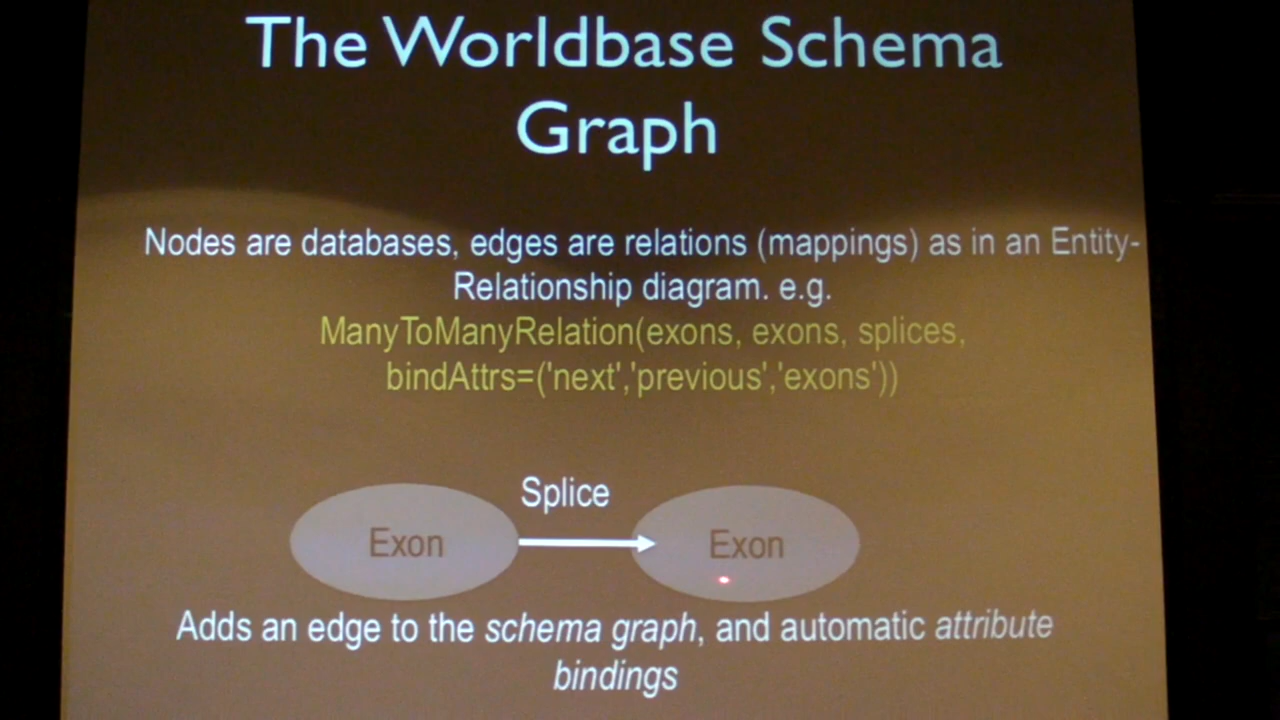 The Worldbase Schema
Graph
Nodes are databases, edges are relations (mappings) as in an Entity-
Relationship diagram. e.g.
ManyToManyRelation(exons, exons, splices,
bindAttrs=('next','previous','exons'))
Splice
Exon
Exon
Adds an edge to the schema graph, and automatic attribute
bindings